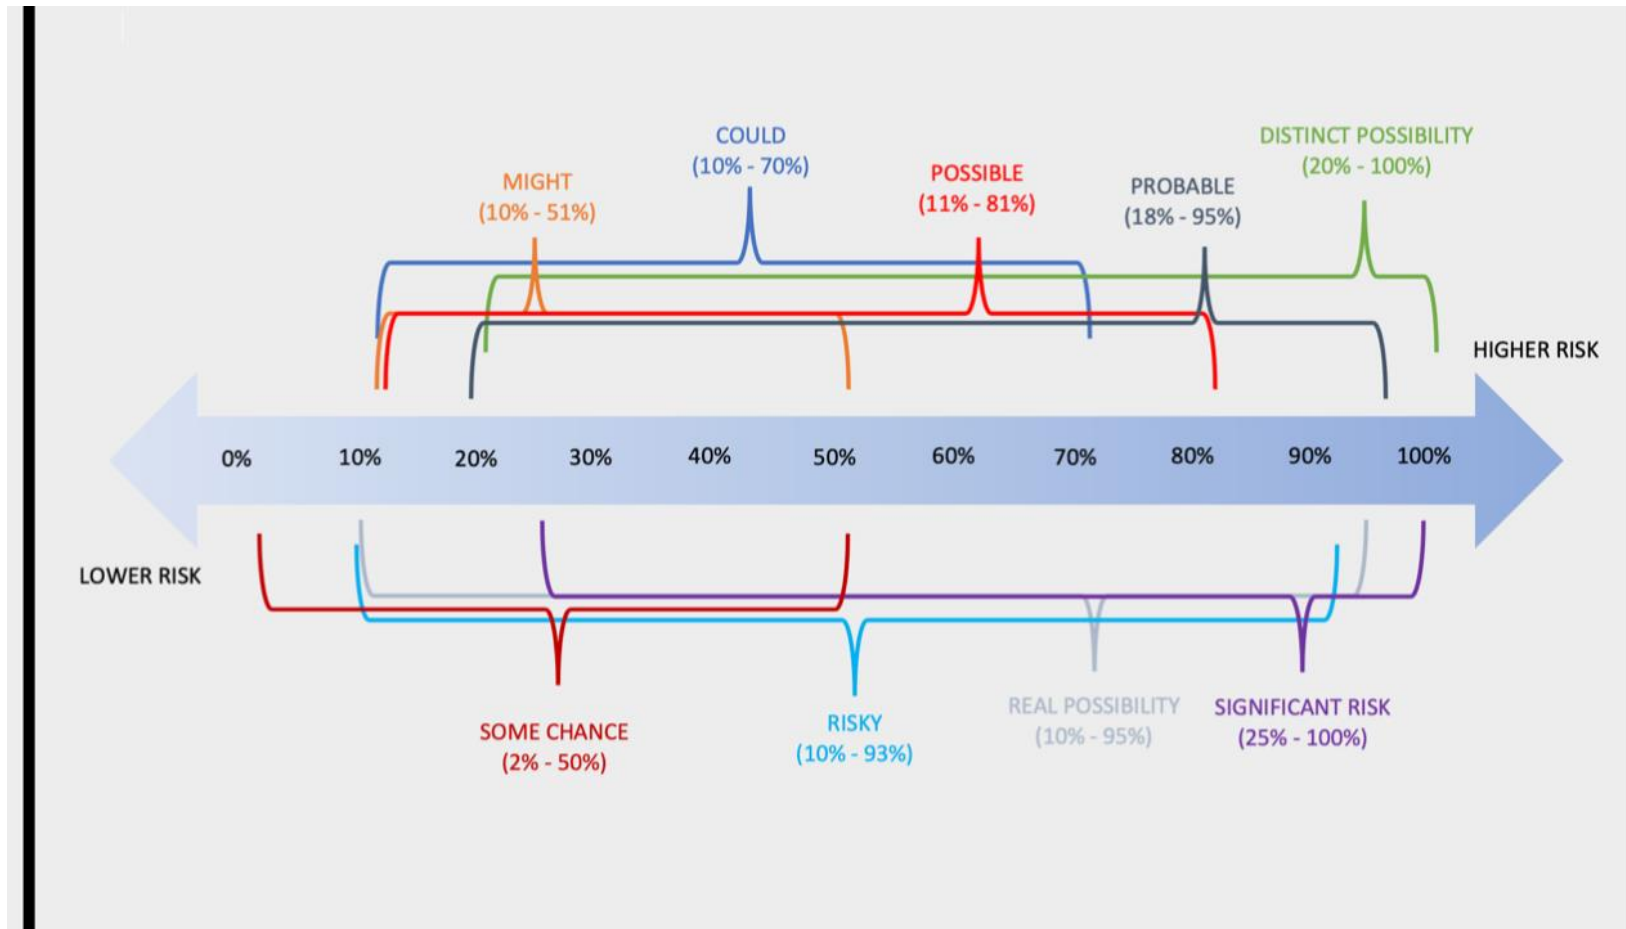 COULD
(10% - 70%)
DISTINCT POSSIBILITY
(20% - 100%)
MIGHT
(10% - 51%)
POSSIBLE
(11% - 81%)
PROBABLE
(18% - 95%)
HIGHER RISK
0% 10% 20% 30% 40% 50% 60% 70% 80% 90% 100%
LOWER RISK
SOME CHANCE
(2% - 50%)
RISKY
(10% - 93%)
REAL POSSIBILITY
(10% - 95%)
SIGNIFICANT RISK
(25% - 100%)